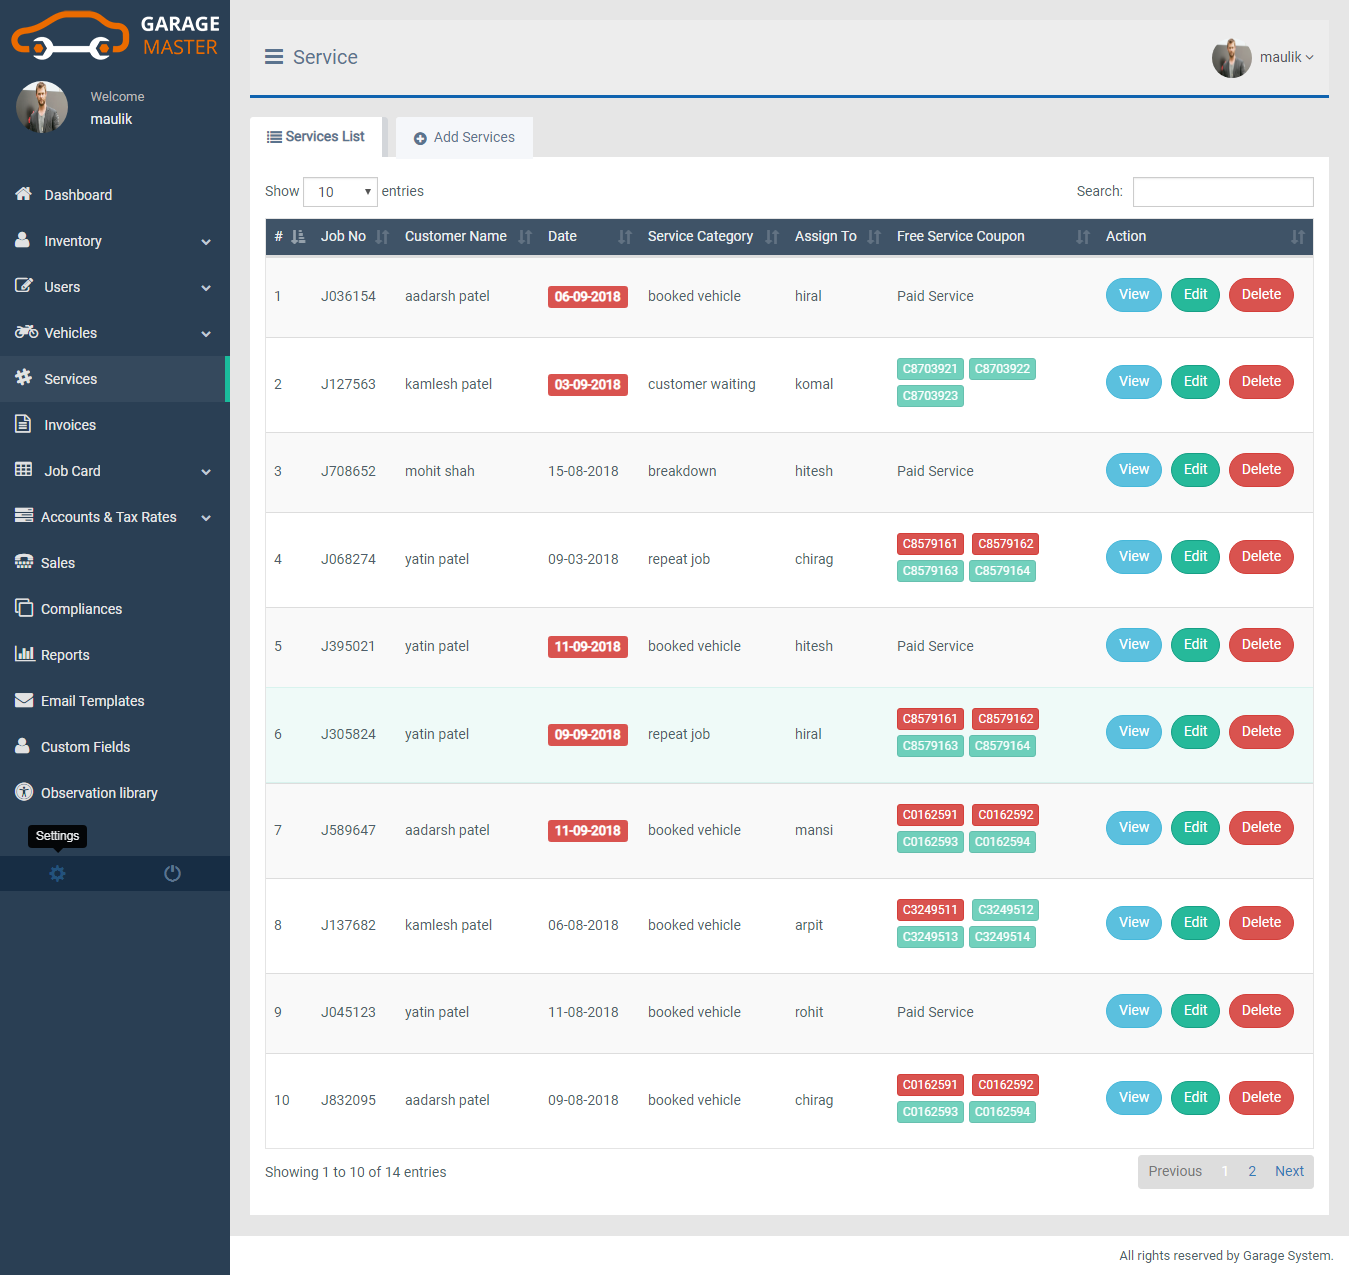 GARAGE
MASTER
Welcome
maulik
Dashboard
Inventory
Users
Vehicles
Services
Invoices
Job Card
Accounts & Tax Rates
Sales
Compliances
Reports
Email Templates
Custom Fields
Observation library
Settings
Service
maulik
Services List Add Services
Show 10 entries Search:
# Job No Customer Name Date Service Category Assign To Free Service Coupon Action
1 J036154 aadarsh patel 06-09-2018 booked vehicle hiral Paid Service View Edit Delete
2 J127563 kamlesh patel 03-09-2018 customer waiting komal C8703921 C8703922 View Edit Delete
C8703923
3 J708652 mohit shah 15-08-2018 breakdown hitesh Paid Service View Edit Delete
4 J068274 yatin patel 09-03-2018 repeat job chirag C8579161 C8579162 View Edit Delete
C8579163 C8579164
5 J395021 yatin patel 11-09-2018 booked vehicle hitesh Paid Service View Edit Delete
6 J305824 yatin patel 09-09-2018 repeat job hiral C8579161 C8579162 View Edit Delete
C8579163 C8579164
7 J589647 aadarsh patel 11-09-2018 booked vehicle mansi C0162591 C0162592 View Edit Delete
C0162593 C0162594
8 J137682 kamlesh patel 06-08-2018 booked vehicle arpit C3249511 C3249512 View Edit Delete
C3249513 C3249514
9 J045123 yatin patel 11-08-2018 booked vehicle rohit Paid Service View Edit Delete
10 J832095 aadarsh patel 09-08-2018 booked vehicle chirag C0162591 C0162592 View Edit Delete
C0162593 C0162594
Showing 1 to 10 of 14 entries Previous 1 2 Next
All rights reserved by Garage System.